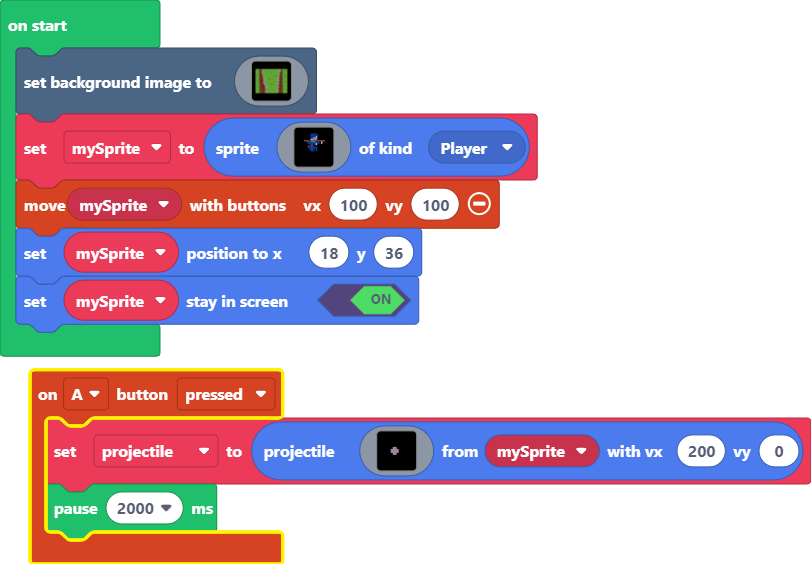 on start
set background image to
set mySprite to sprite of kind Player
move mySprite with buttons vx 100 vy 100
set mySprite position to x 18 y 36
set mySprite stay in screen ON
on A button pressed
set projectile to projectile from mySprite with vx 200 vy 0
pause 2000 ms